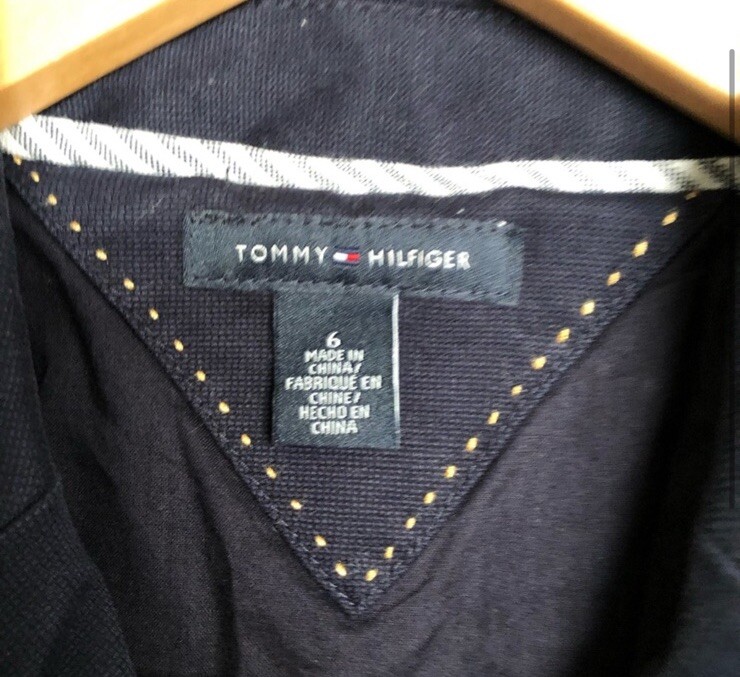 TOMMY HILFIGER
6
MADE IN
CHINA/
FABRIQUÉ EN
CHINE/
HECHO EN
CHINA